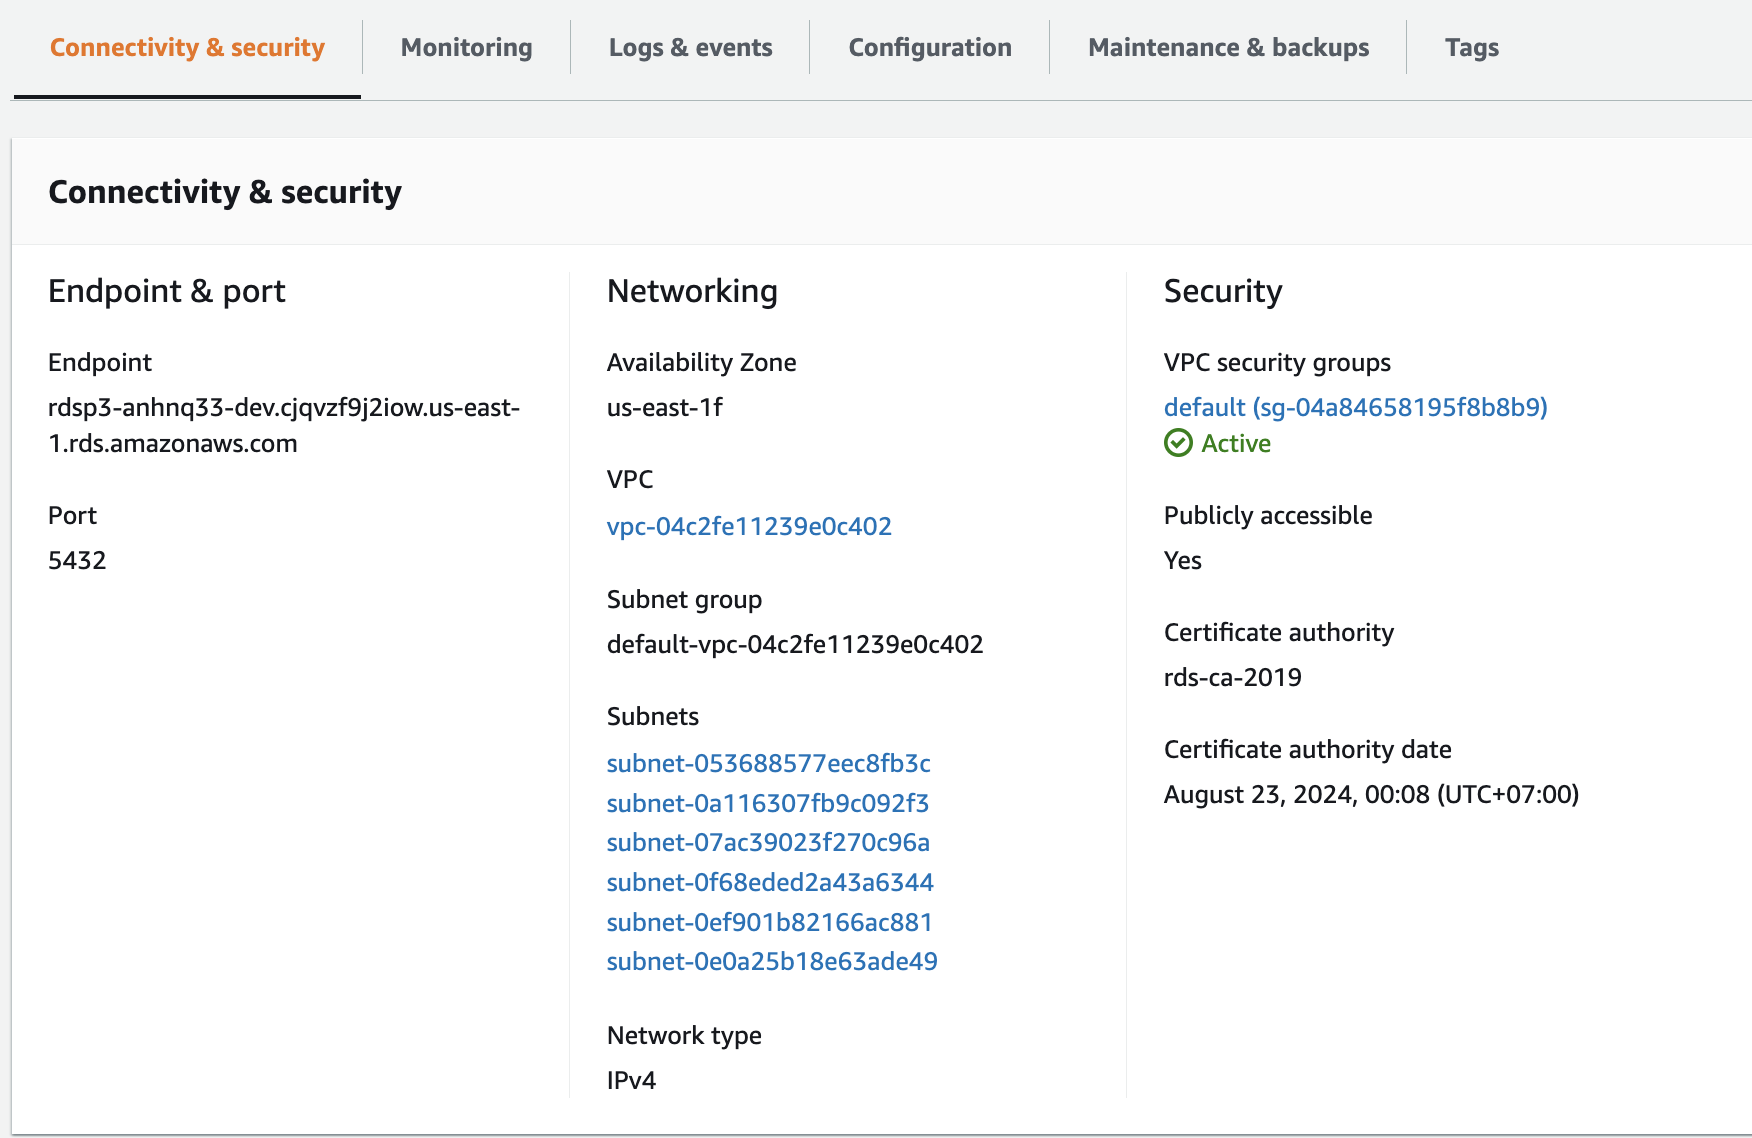 Connectivity & security
Monitoring
Logs & events
Configuration
Maintenance & backups
Tags
Connectivity & security
Endpoint & port
Endpoint
rdsp3-anhnq33-dev.cjqvzf9j2iow.us-east-
1.rds.amazonaws.com
Port
5432
Networking
Availability Zone
us-east-1f
VPC
vpc-04c2fe11239e0c402
Subnet group
default-vpc-04c2fe11239e0c402
Subnets
subnet-053688577eec8fb3c
subnet-0a116307fb9c092f3
subnet-07ac39023f270c96a
subnet-0f68eded2a43a6344
subnet-0ef901b82166ac881
subnet-0e0a25b18e63ade49
Network type
IPv4
Security
VPC security groups
default (sg-04a84658195f8b8b9)
Active
Publicly accessible
Yes
Certificate authority
rds-ca-2019
Certificate authority date
August 23, 2024, 00:08 (UTC+07:00)